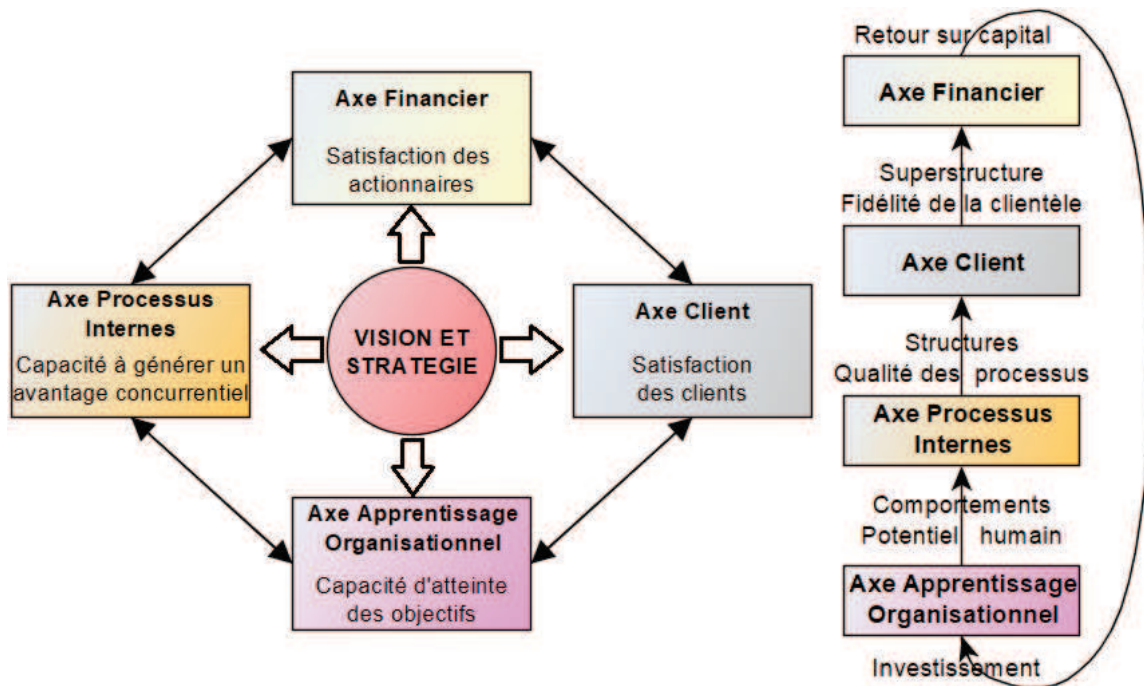 Axe Financier
Satisfaction des
actionnaires
Axe Processus
Internes
Capacité à générer un
avantage concurrentiel
VISION ET
STRATEGIE
Axe Client
Satisfaction
des clients
Axe Apprentissage
Organisationnel
Capacité d'atteinte
des objectifs
Retour sur capital
Axe Financier
Superstructure
Fidélité de la clientèle
Axe Client
Structures
Qualité des processus
Axe Processus
Internes
Comportements
Potentiel humain
Axe Apprentissage
Organisationnel
Investissement